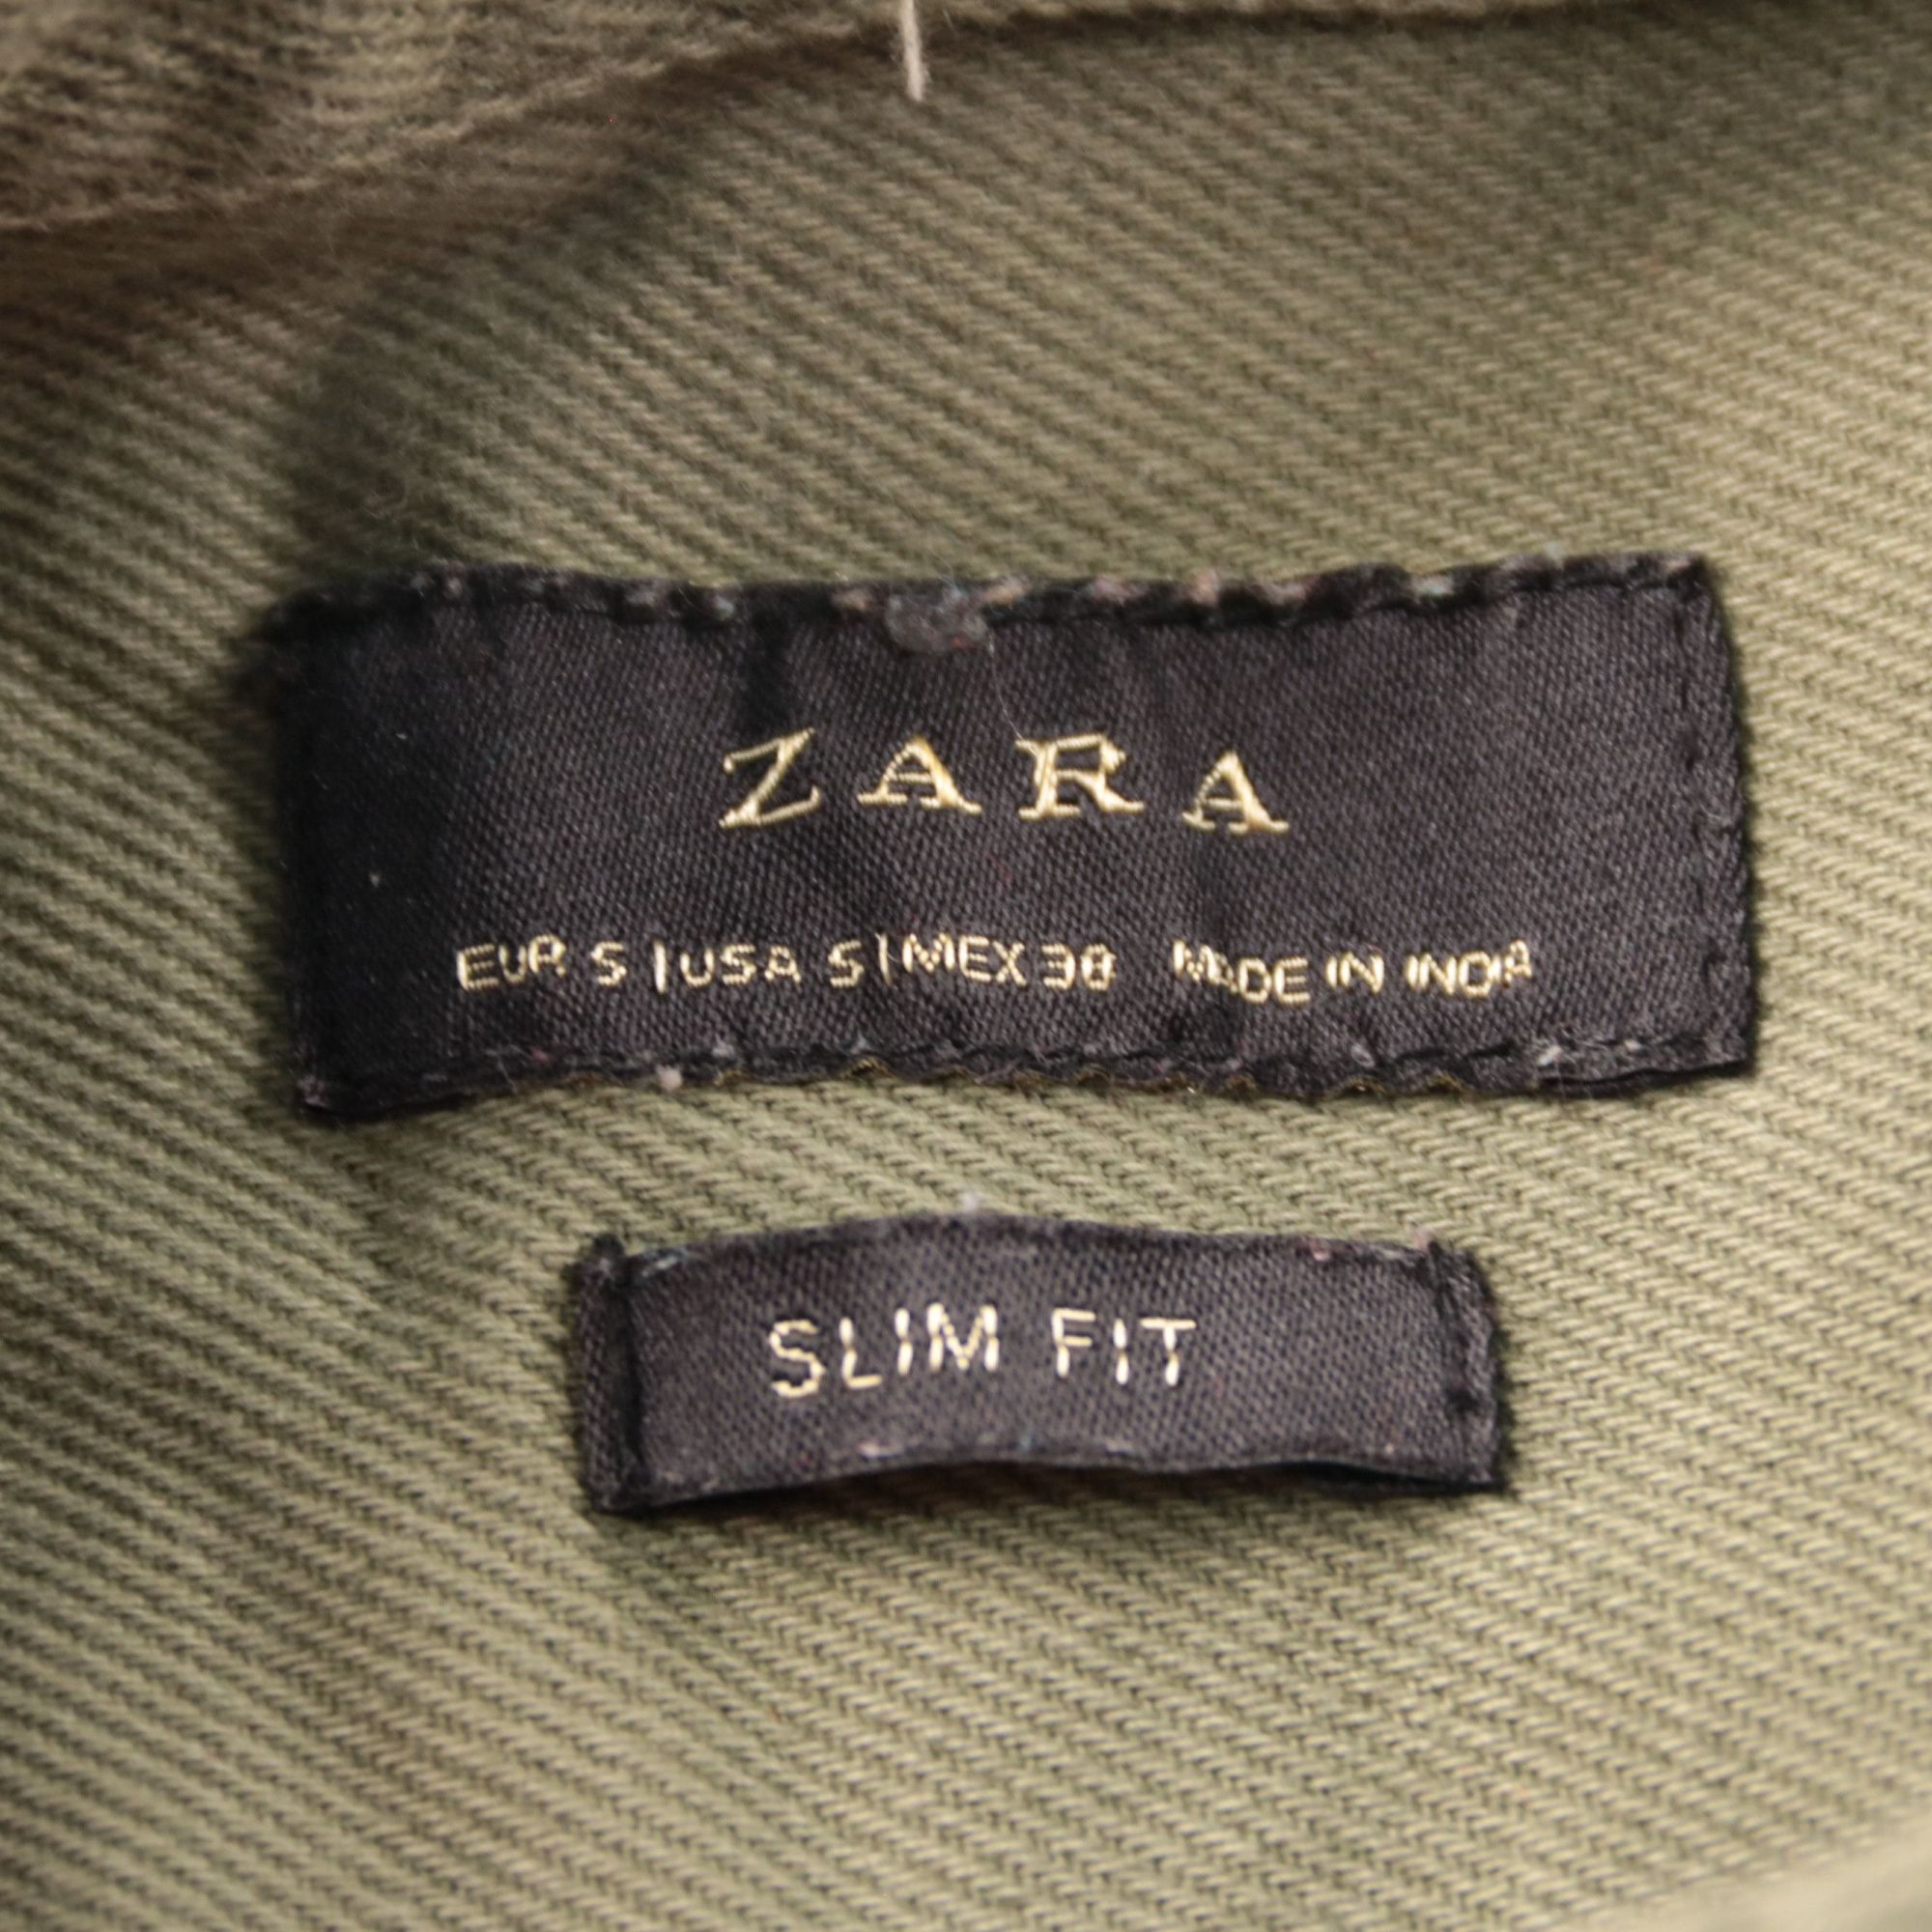 ZARA
EUR S | USA S | MEX 38 MADE IN INDIA
SLIM FIT